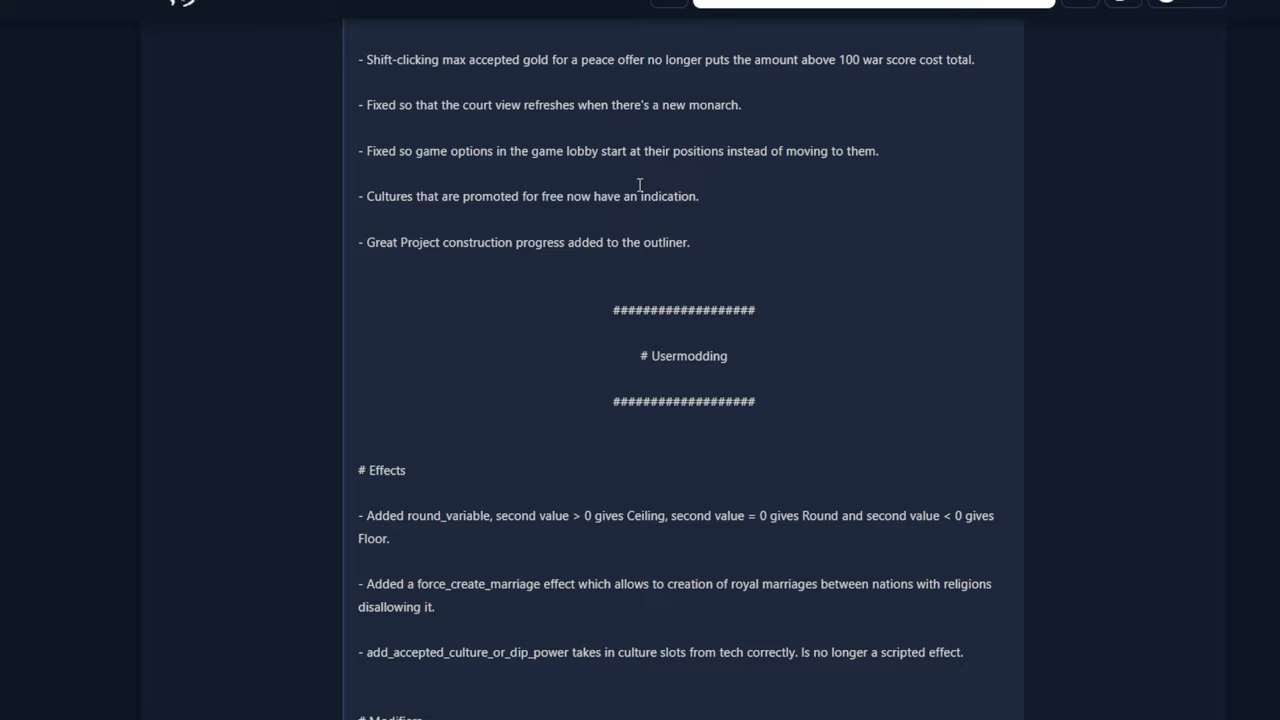 - Shift-clicking max accepted gold for a peace offer no longer puts the amount above 100 war score cost total.
- Fixed so that the court view refreshes when there's a new monarch.
- Fixed so game options in the game lobby start at their positions instead of moving to them.
- Cultures that are promoted for free now have an indication.
- Great Project construction progress added to the outliner.
###################
# Usermodding
###################
# Effects
- Added round_variable, second value > 0 gives Ceiling, second value = 0 gives Round and second value < 0 gives
Floor.
- Added a force_create_marriage effect which allows to creation of royal marriages between nations with religions
disallowing it.
- add_accepted_culture_or_dip_power takes in culture slots from tech correctly. Is no longer a scripted effect.
# Modifiers